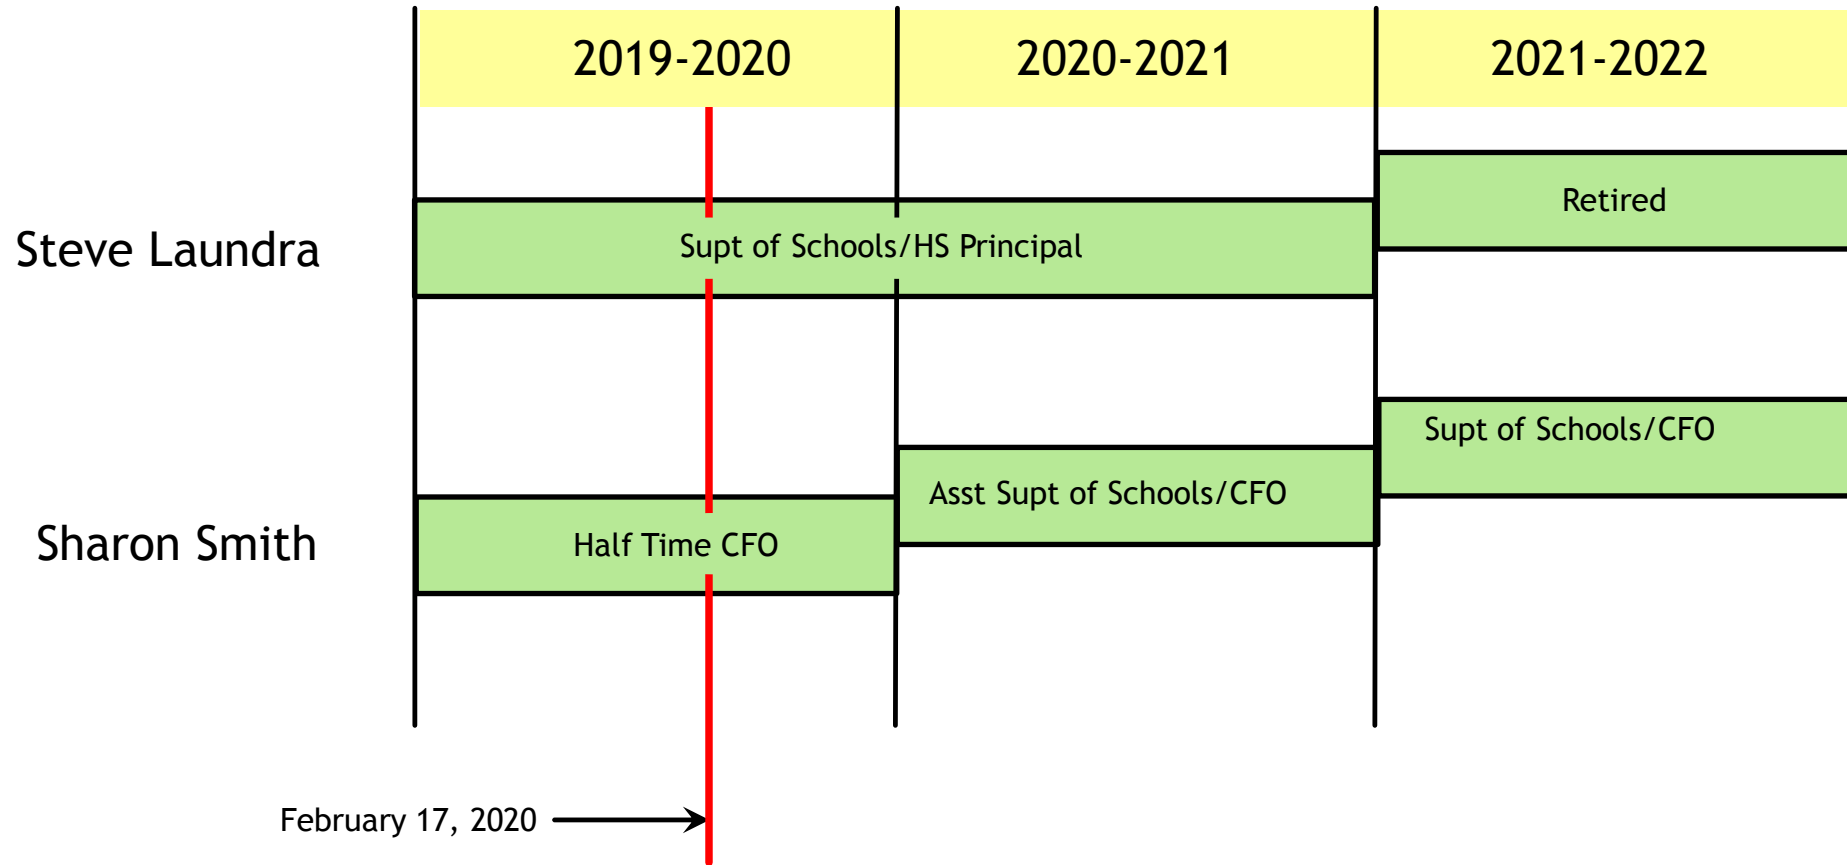 2019-2020
2020-2021
2021-2022
Retired
Steve Laundra
Supt of Schools/HS Principal
Supt of Schools/CFO
Asst Supt of Schools/CFO
Sharon Smith
Half Time CFO
February 17, 2020